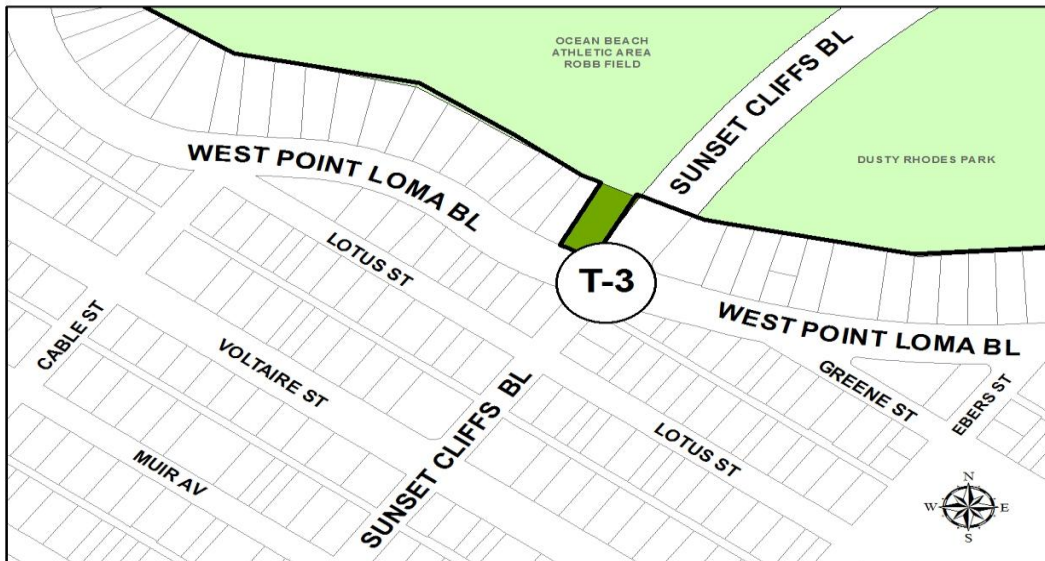 OCEAN BEACH
ATHLETIC AREA
ROBB FIELD
SUNSET CLIFFS BL
DUSTY RHODES PARK
WEST POINT LOMA BL
LOTUS ST
T-3
WEST POINT LOMA BL
CABLE ST
VOLTAIRE ST
GREENE ST
EBERS ST
MUIR AV
SUNSET CLIFFS BL
LOTUS ST
N
W
E
S